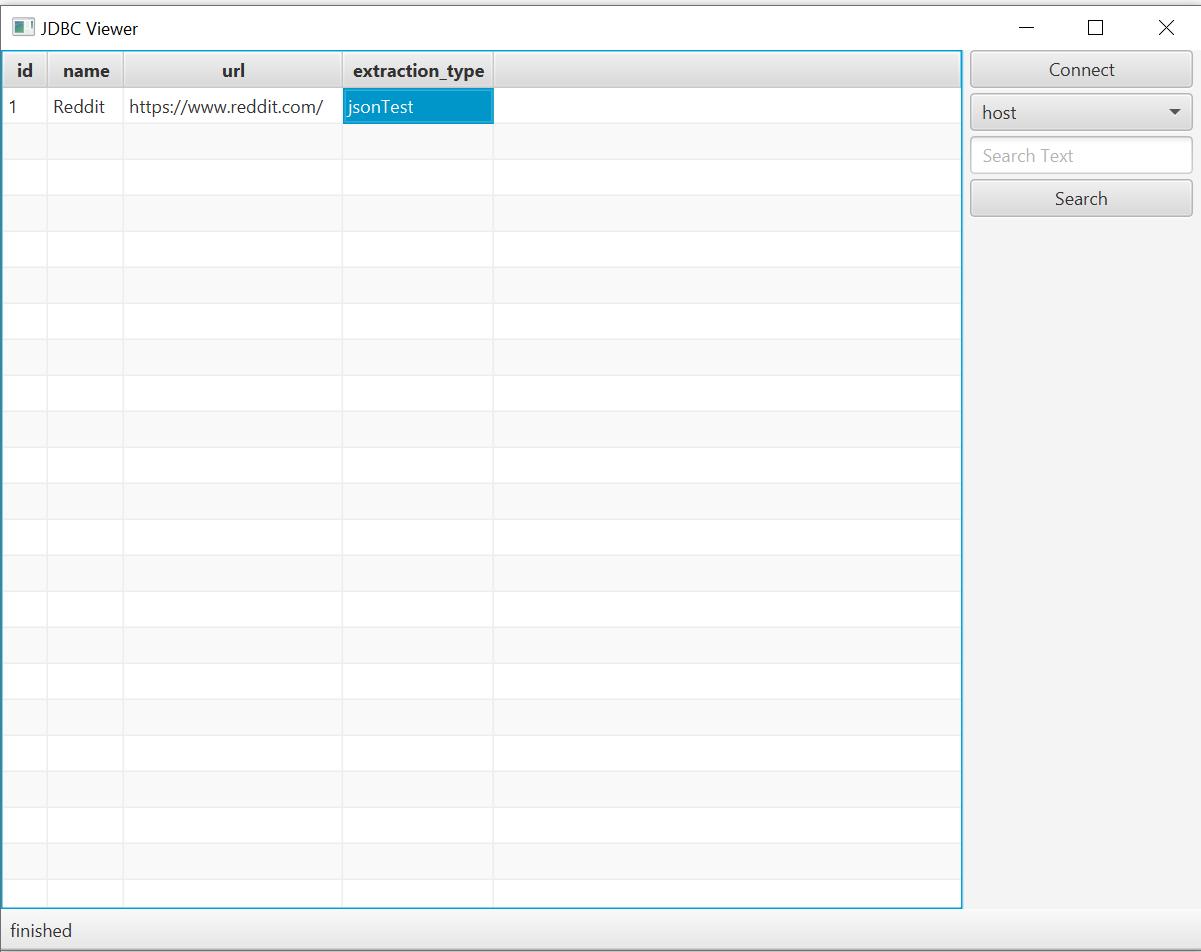 JDBC Viewer
id name url extraction_type
1 Reddit https://www.reddit.com/ jsonTest
Connect
host
Search Text
Search
finished